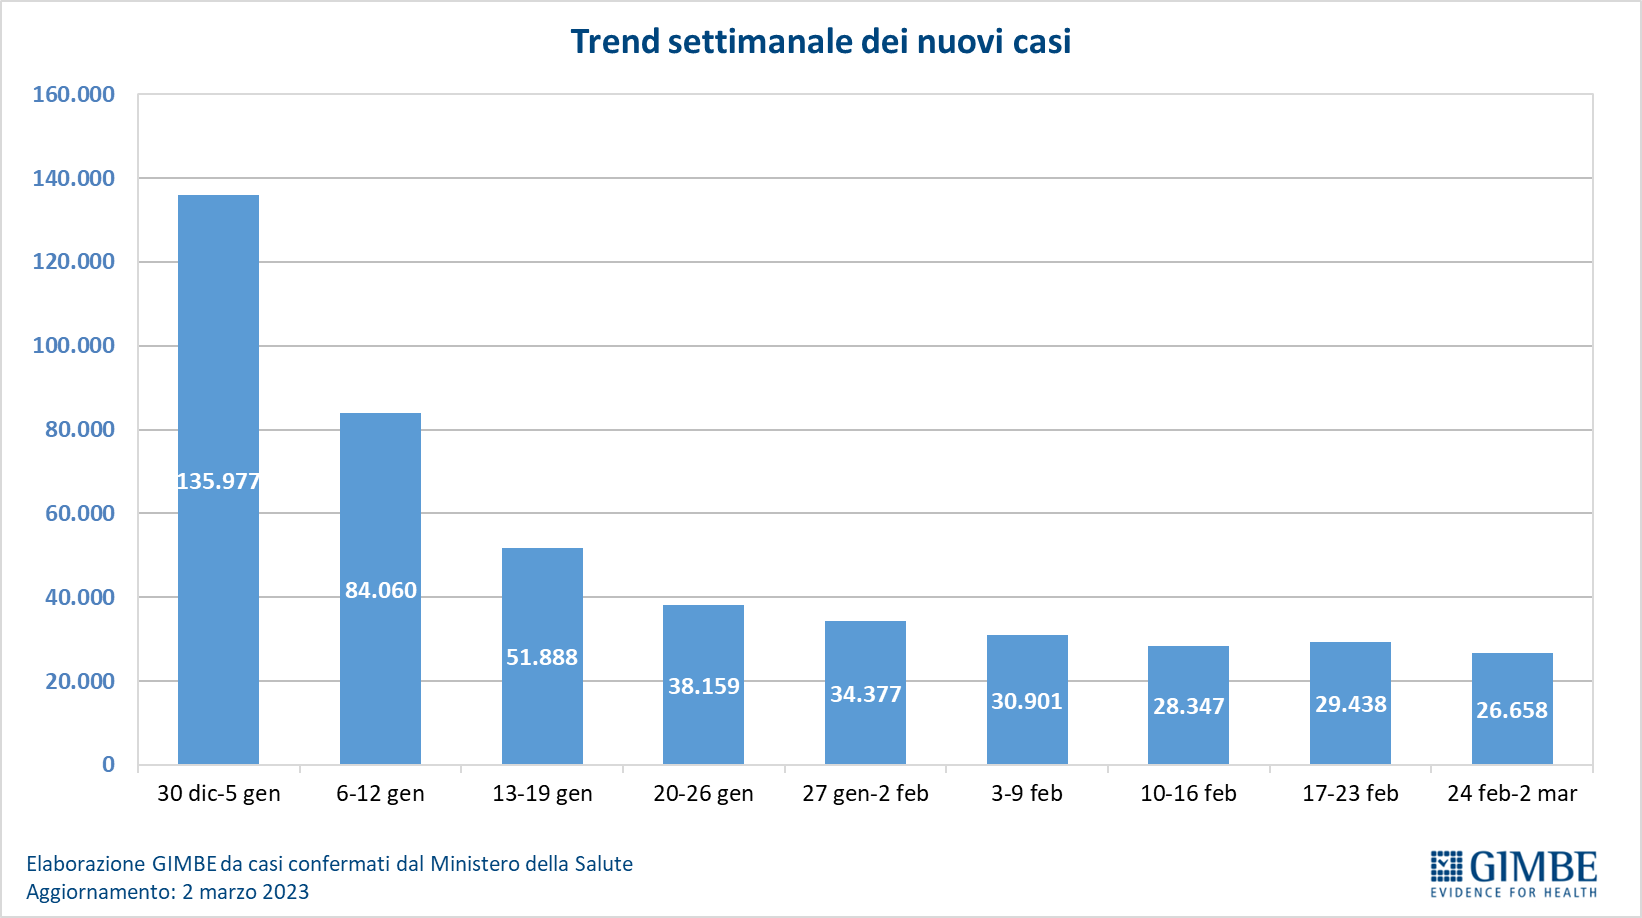 Trend settimanale dei nuovi casi
160.000
140.000
120.000
100.000
80.000
60.000
40.000
20.000
0
135.977
84.060
51.888
38.159
34.377
30.901
28.347
29.438
26.658
30 dic-5 gen
6-12 gen
13-19 gen
20-26 gen
27 gen-2 feb
3-9 feb
10-16 feb
17-23 feb
24 feb-2 mar
Elaborazione GIMBE da casi confermati dal Ministero della Salute
Aggiornamento: 2 marzo 2023
GIMBE
EVIDENCE FOR HEALTH